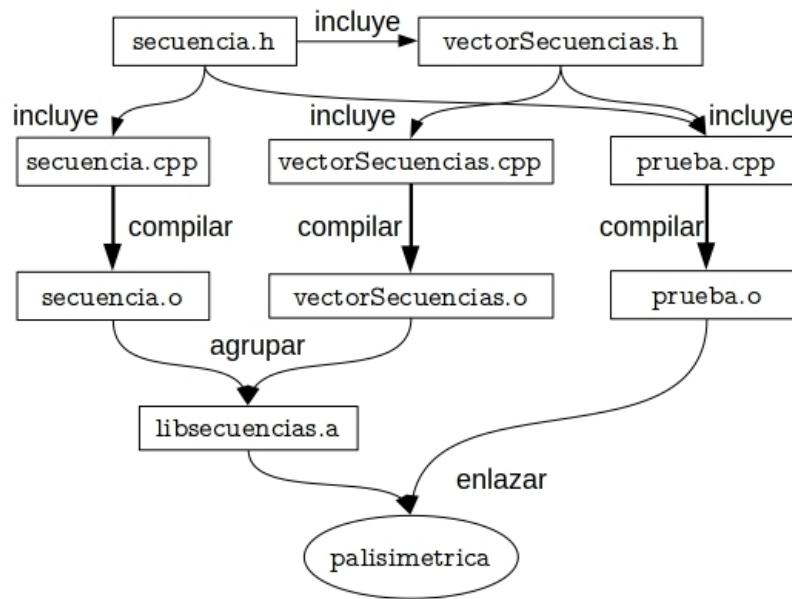 secuencia.h
incluye
vectorSecuencias.h
incluye
incluye
incluye
secuencia.cpp
vectorSecuencias.cpp
prueba.cpp
compilar
compilar
compilar
secuencia.o
vectorSecuencias.o
prueba.o
agrupar
libsecuencias.a
enlazar
palisimetrica